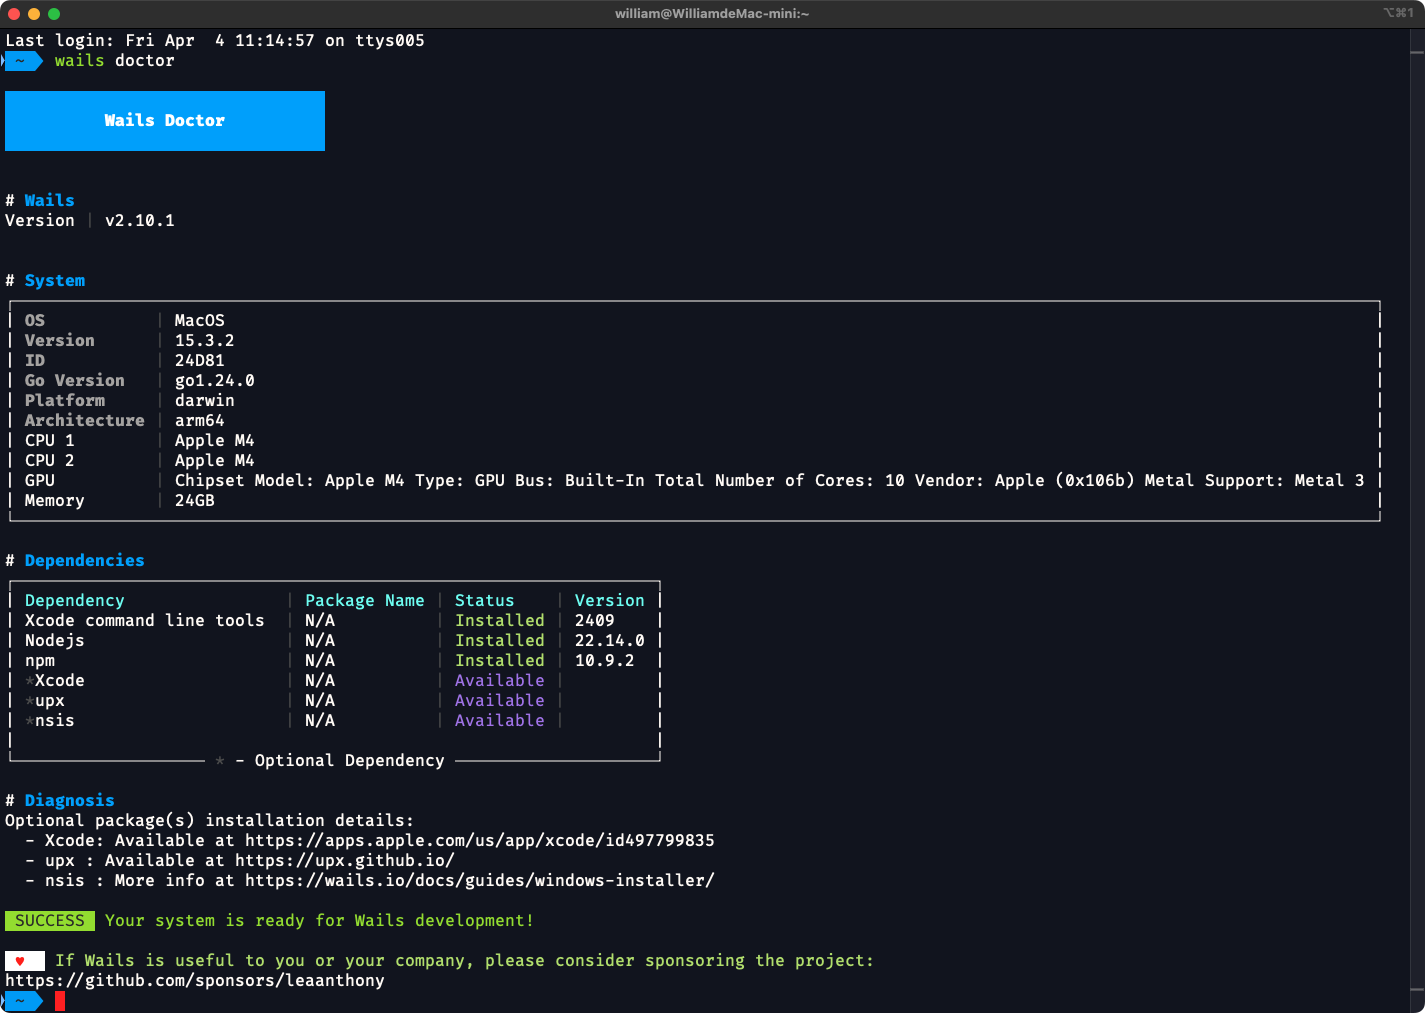 william@WilliamdeMac-mini:~
⌥⌘1
Last login: Fri Apr  4 11:14:57 on ttys005
~ wails doctor
Wails Doctor
# Wails
Version | v2.10.1
# System
| OS | MacOS |
| Version | 15.3.2 |
| ID | 24D81 |
| Go Version | go1.24.0 |
| Platform | darwin |
| Architecture | arm64 |
| CPU 1 | Apple M4 |
| CPU 2 | Apple M4 |
| GPU | Chipset Model: Apple M4 Type: GPU Bus: Built-In Total Number of Cores: 10 Vendor: Apple (0x106b) Metal Support: Metal 3 |
| Memory | 24GB |
# Dependencies
| Dependency | Package Name | Status | Version |
| Xcode command line tools | N/A | Installed | 2409 |
| Nodejs | N/A | Installed | 22.14.0 |
| npm | N/A | Installed | 10.9.2 |
| *Xcode | N/A | Available | |
| *upx | N/A | Available | |
| *nsis | N/A | Available | |
* - Optional Dependency
# Diagnosis
Optional package(s) installation details:
- Xcode: Available at https://apps.apple.com/us/app/xcode/id497799835
- upx : Available at https://upx.github.io/
- nsis : More info at https://wails.io/docs/guides/windows-installer/
SUCCESS Your system is ready for Wails development!
♥ If Wails is useful to you or your company, please consider sponsoring the project:
https://github.com/sponsors/leaanthony
~